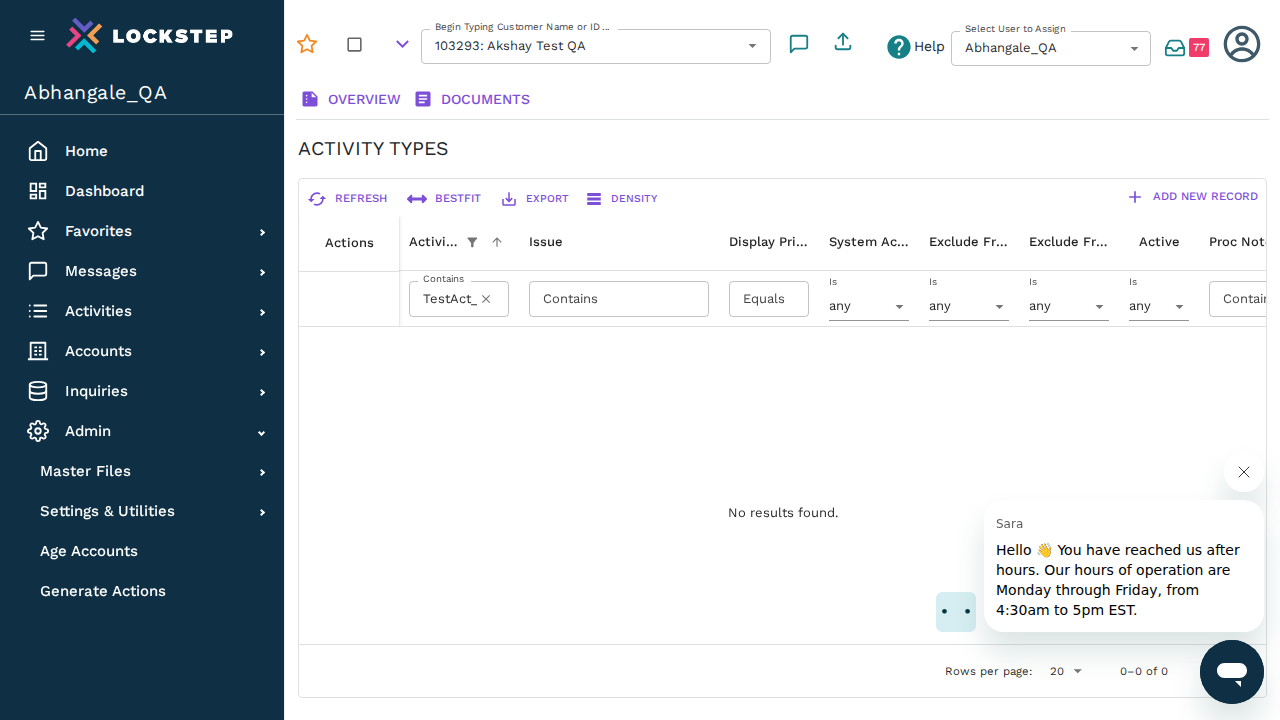 LOCKSTEP
Abhangale_QA
Home
Dashboard
Favorites
Messages
Activities
Accounts
Inquiries
Admin
Master Files
Settings & Utilities
Age Accounts
Generate Actions
Begin Typing Customer Name or ID ...
103293: Akshay Test QA
Help
Select User to Assign
Abhangale_QA
77
OVERVIEW
DOCUMENTS
ACTIVITY TYPES
REFRESH
BESTFIT
EXPORT
DENSITY
ADD NEW RECORD
Actions
Activi...
Issue
Display Pri...
System Ac...
Exclude Fr...
Exclude Fr...
Active
Proc Not
Contains
TestAct_
Contains
Equals
Is
any
Is
any
Is
any
Is
any
Contain
No results found.
Sara
Hello 👋 You have reached us after
hours. Our hours of operation are
Monday through Friday, from
4:30am to 5pm EST.
Rows per page:
20
0–0 of 0